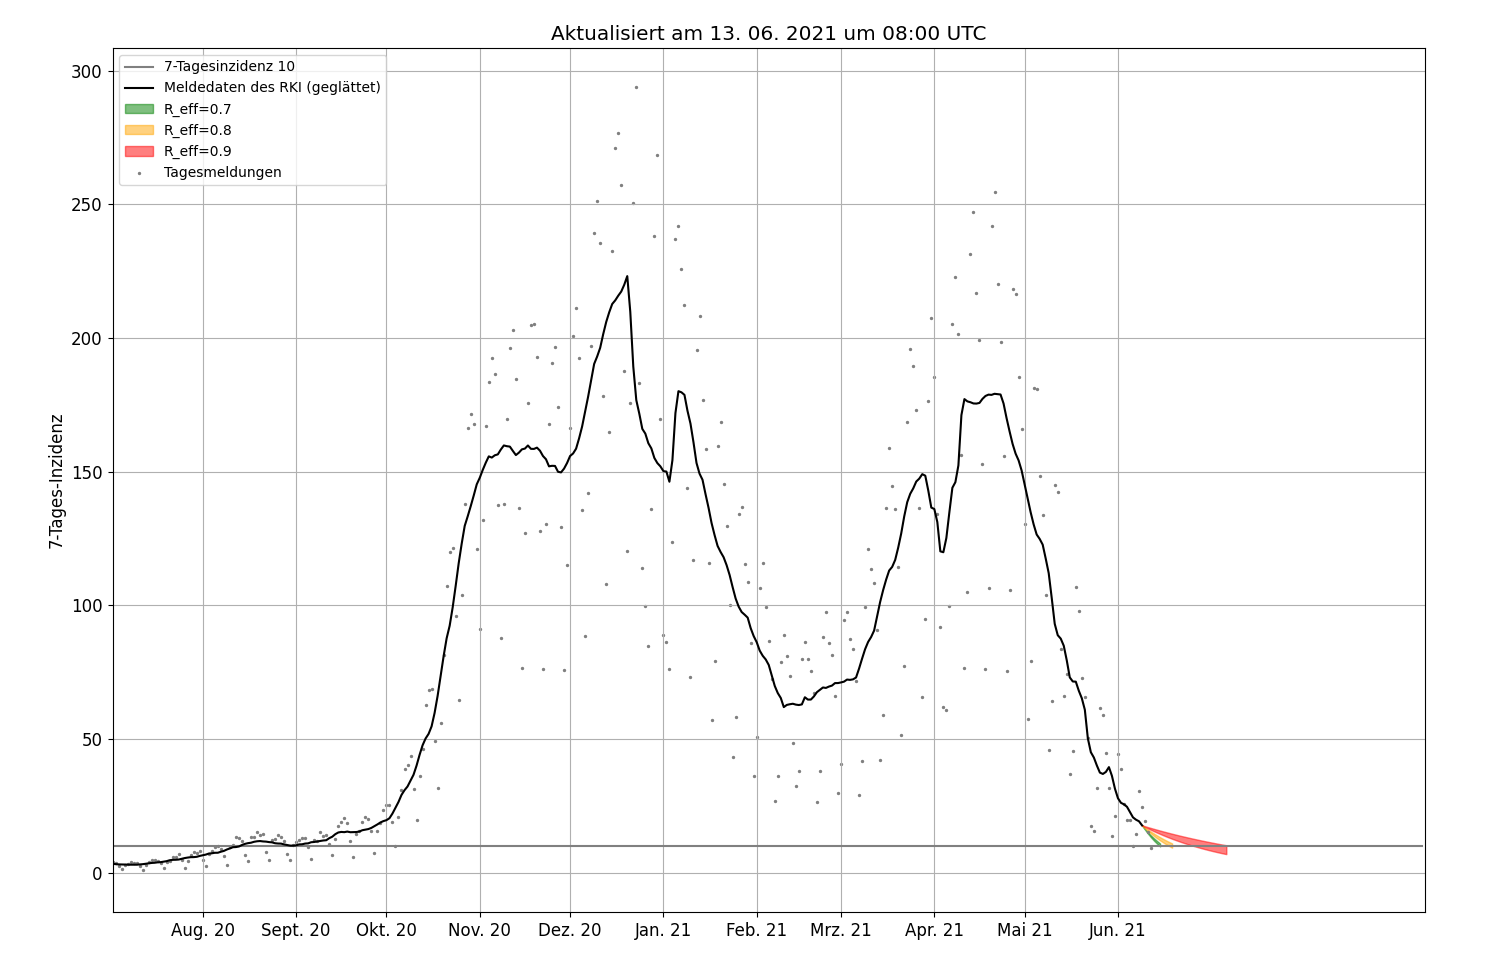 Aktualisiert am 13. 06. 2021 um 08:00 UTC
7-Tagesinzidenz 10
Meldedaten des RKI (geglättet)
R_eff=0.7
R_eff=0.8
R_eff=0.9
Tagesmeldungen
7-Tages-Inzidenz
300
250
200
150
100
50
0
Aug. 20 Sept. 20 Okt. 20 Nov. 20 Dez. 20 Jan. 21 Feb. 21 Mrz. 21 Apr. 21 Mai 21 Jun. 21